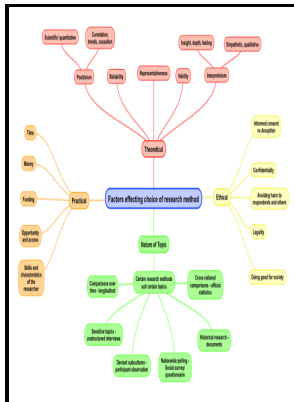 Scientific quantitative
Correlation,
trends, causation
Insight, depth, feeling
Empathetic, qualitative
Positivism
Reliability
Representativeness
Validity
Interpretivism
Theoretical
Time
Money
Funding
Opportunity
and access
Skills and
characteristics
of the
researcher
Practical
Factors effecting choice of research method
Ethical
Informed consent
vs deception
Confidentiality
Avoiding harm to
respondents and others
Legality
Doing good for society
Nature of Topic
Certain research methods
suit certain topics
Comparisons over
time - longitudinal
Cross national
comparisons - official
statistics
Sensitive topics -
unstructured interviews
Historical research -
documents
Deviant subcultures -
participant observation
Nationwide polling -
Social survey/
questionnaire